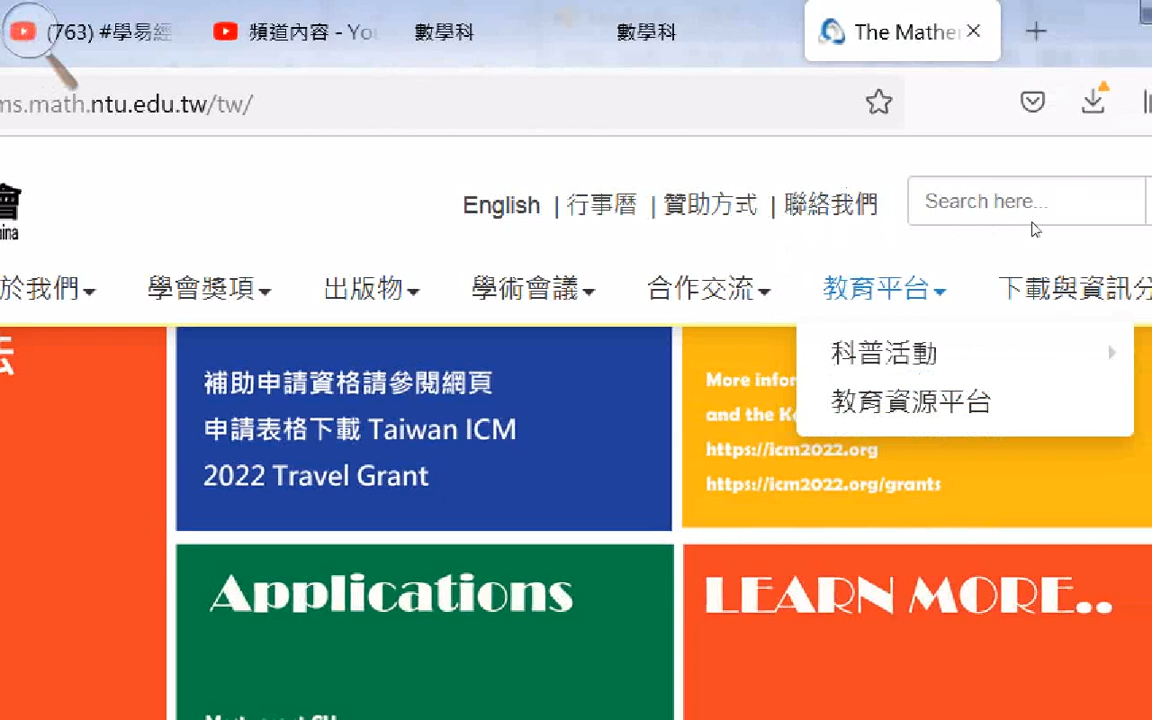 (763) #學易經
頻道內容 - You
數學科
數學科
The Mather
ms.math.ntu.edu.tw/tw/
會
ina
English | 行事曆 | 贊助方式 | 聯絡我們
Search here...
於我們
學會獎項
出版物
學術會議
合作交流
教育平台
下載與資訊分
科普活動
教育資源平台
法
補助申請資格請參閱網頁
申請表格下載 Taiwan ICM
2022 Travel Grant
More infor
and the K
https://icm2022.org
https://icm2022.org/grants
Applications
LEARN MORE..